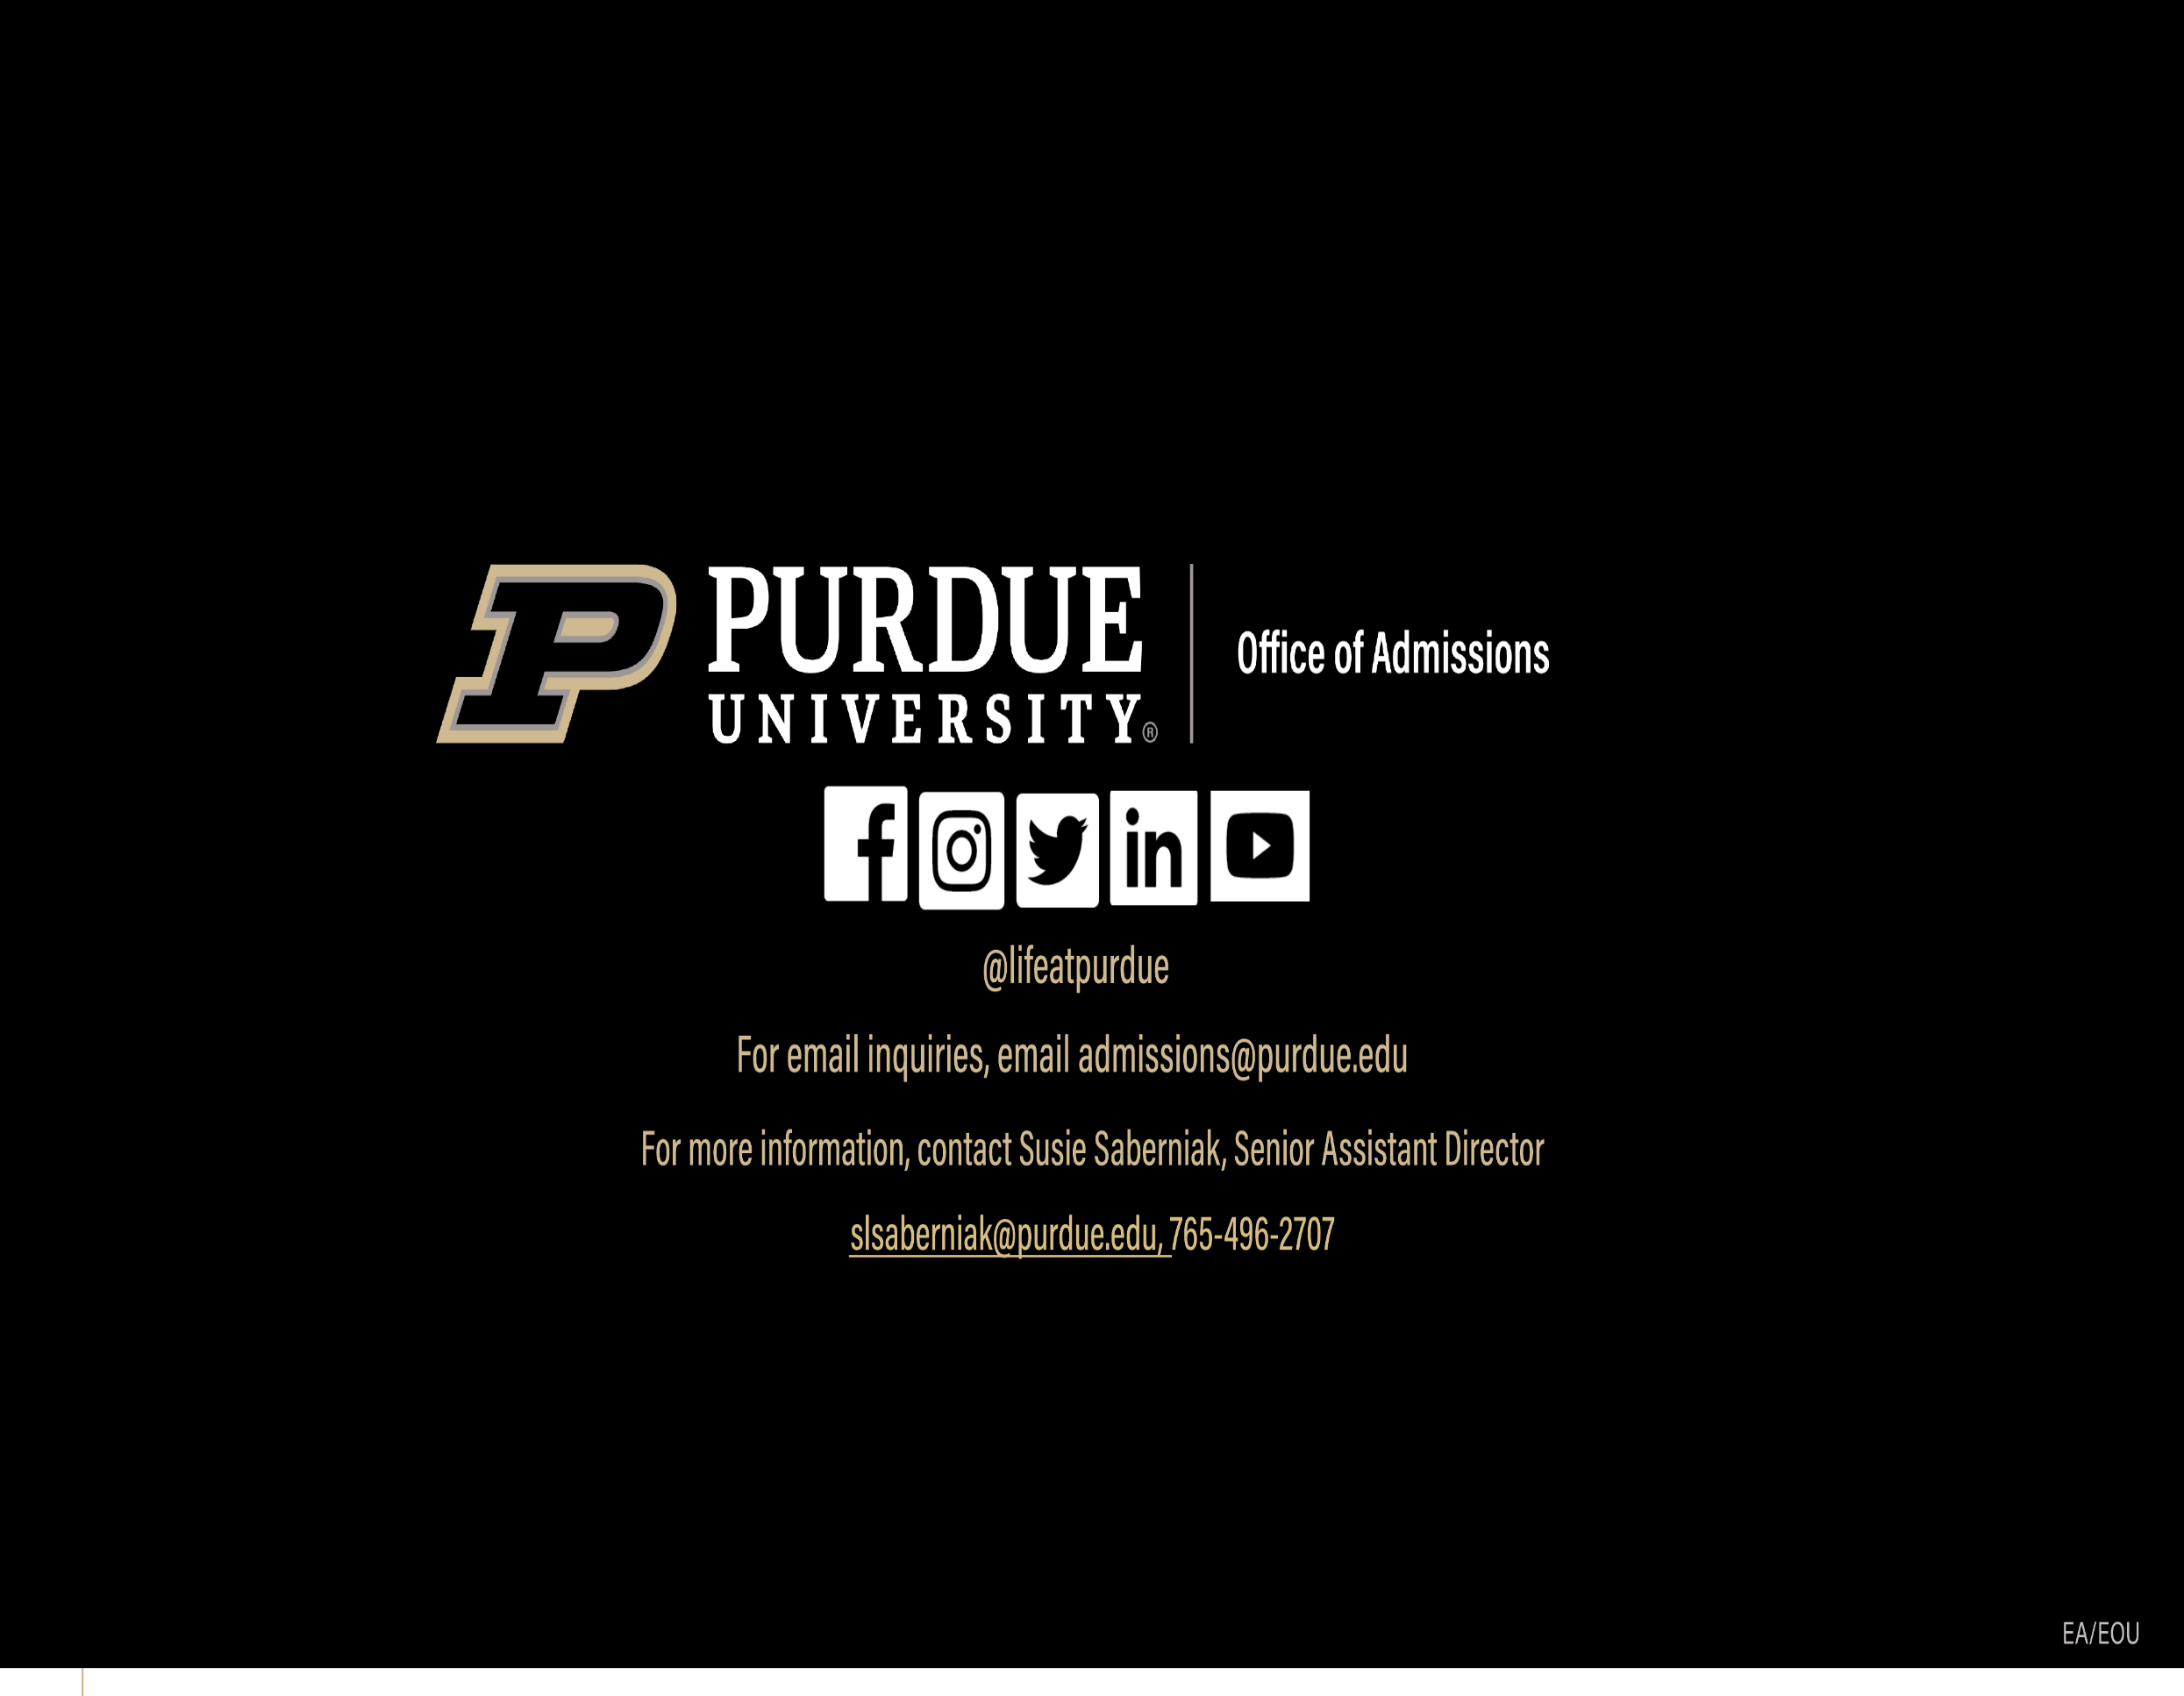 PURDUE
UNIVERSITY®
Office of Admissions
@lifeatpurdue
For email inquiries, email admissions@purdue.edu
For more information, contact Susie Saberniak, Senior Assistant Director
slsaberniak@purdue.edu, 765-496-2707
EA/EOU